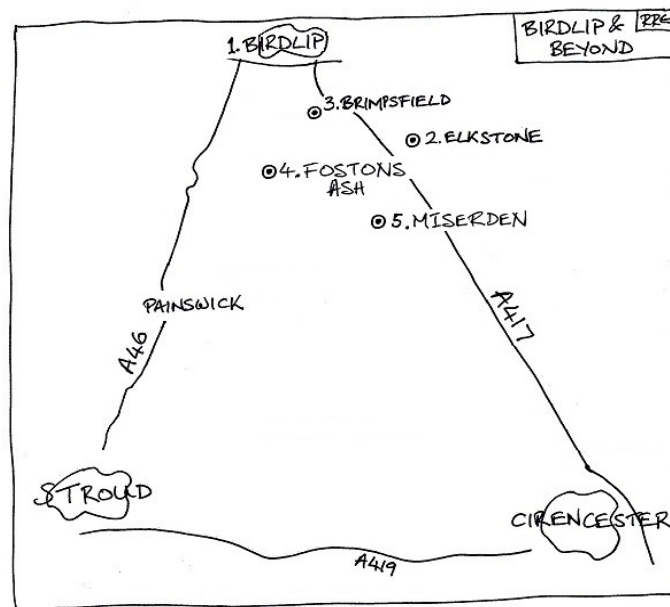 BIRDLIP &
BEYOND
1. BIRDLIP
3. BRIMPSFIELD
2. ELKSTONE
4. FOSTONS
ASH
5. MISERDEN
PAINSWICK
A417
A46
STROUD
CIRENCESTER
A419